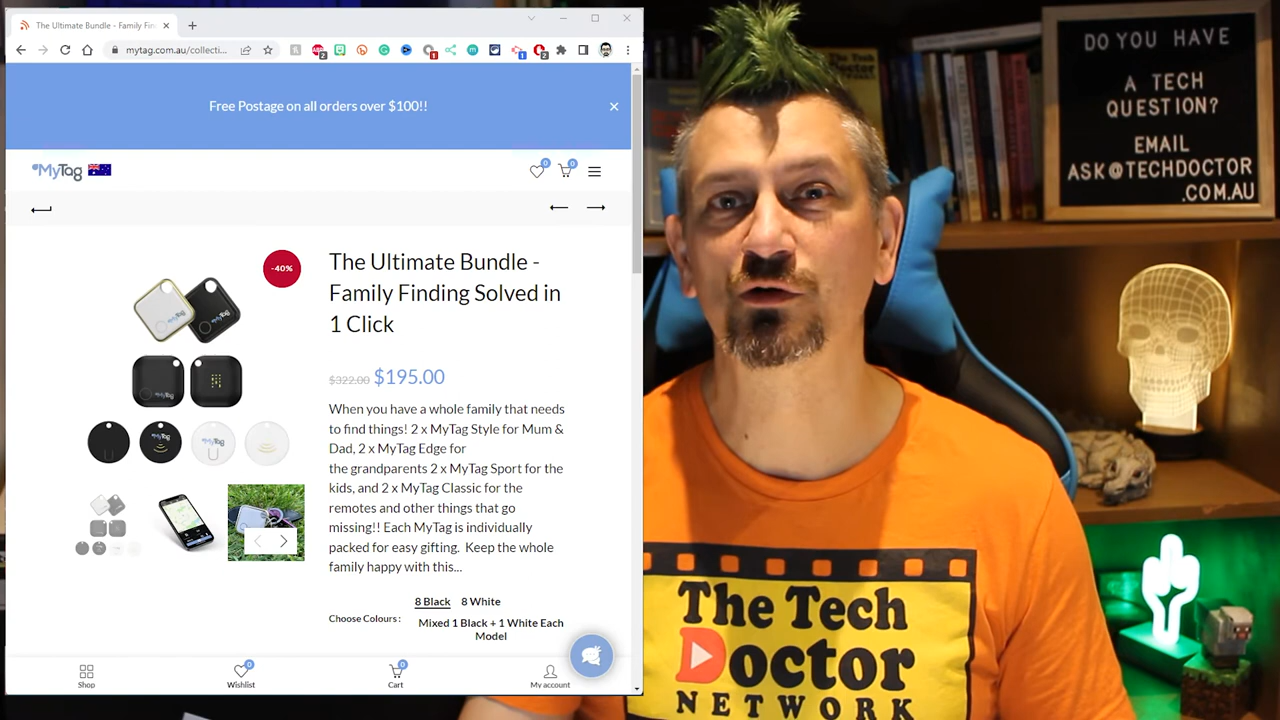 The Ultimate Bundle - Family Fin
mytag.com.au/collecti...
Free Postage on all orders over $100!!
MyTag
0
0
-40%
The Ultimate Bundle -
Family Finding Solved in
1 Click
$322.00 $195.00
When you have a whole family that needs
to find things! 2 x MyTag Style for Mum &
Dad, 2 x MyTag Edge for
the grandparents 2 x MyTag Sport for the
kids, and 2 x MyTag Classic for the
remotes and other things that go
missing!! Each MyTag is individually
packed for easy gifting. Keep the whole
family happy with this...
Choose Colours :
8 Black 8 White
Mixed 1 Black + 1 White Each
Model
Shop
0
Wishlist
0
Cart
My account
DO YOU HAVE
A TECH
QUESTION?
EMAIL
ASK@TECHDOCTOR
.COM.AU
The Tech
Doctor
NETWORK